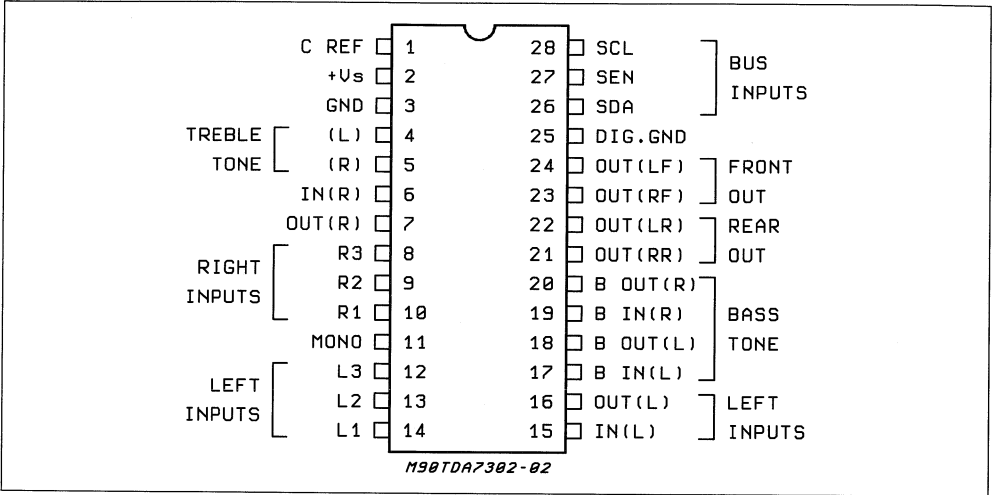 C REF 1 28 SCL
+Vs 2 27 SEN BUS
GND 3 26 SDA INPUTS
TREBLE (L) 4 25 DIG.GND
TONE (R) 5 24 OUT(LF) FRONT
IN(R) 6 23 OUT(RF) OUT
OUT(R) 7 22 OUT(LR) REAR
R3 8 21 OUT(RR) OUT
RIGHT
INPUTS
R2 9 20 B OUT(R)
R1 10 19 B IN(R) BASS
MONO 11 18 B OUT(L) TONE
L3 12 17 B IN(L)
LEFT
INPUTS
L2 13 16 OUT(L) LEFT
L1 14 15 IN(L) INPUTS
M90TDA7302-02